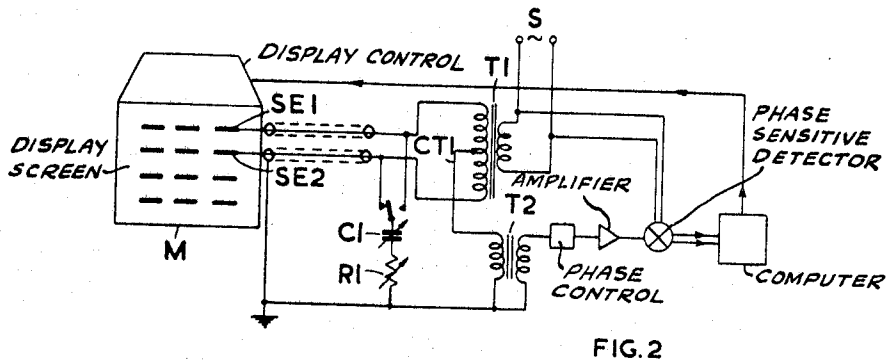 S
~
DISPLAY CONTROL
T1
SE1
PHASE
SENSITIVE
DETECTOR
DISPLAY
SCREEN
CT1
SE2
AMPLIFIER
T2
C1
M
R1
PHASE
CONTROL
COMPUTER
FIG.2